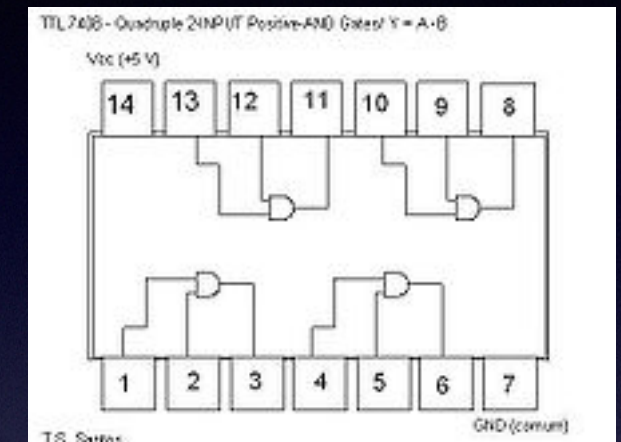 TTL 7408 - Quadruple 2-INPUT Positive-AND Gates/ Y = A·B
Vcc (+5 V)
14 13 12 11 10 9 8
1 2 3 4 5 6 7
GND (comum)
T.S. Santos